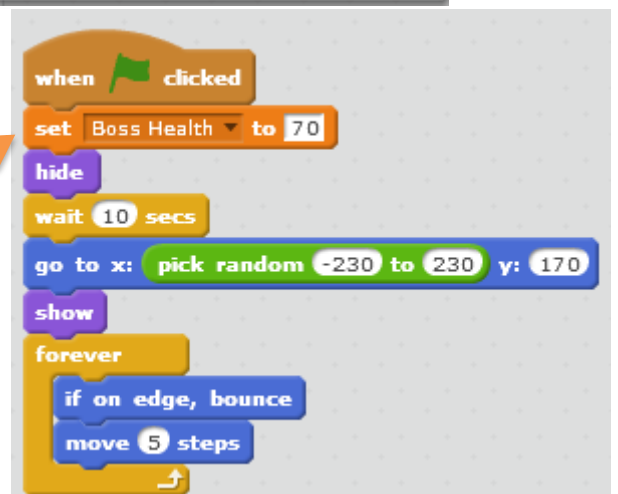 when clicked
set Boss Health to 70
hide
wait 10 secs
go to x: pick random -230 to 230 y: 170
show
forever
if on edge, bounce
move 5 steps